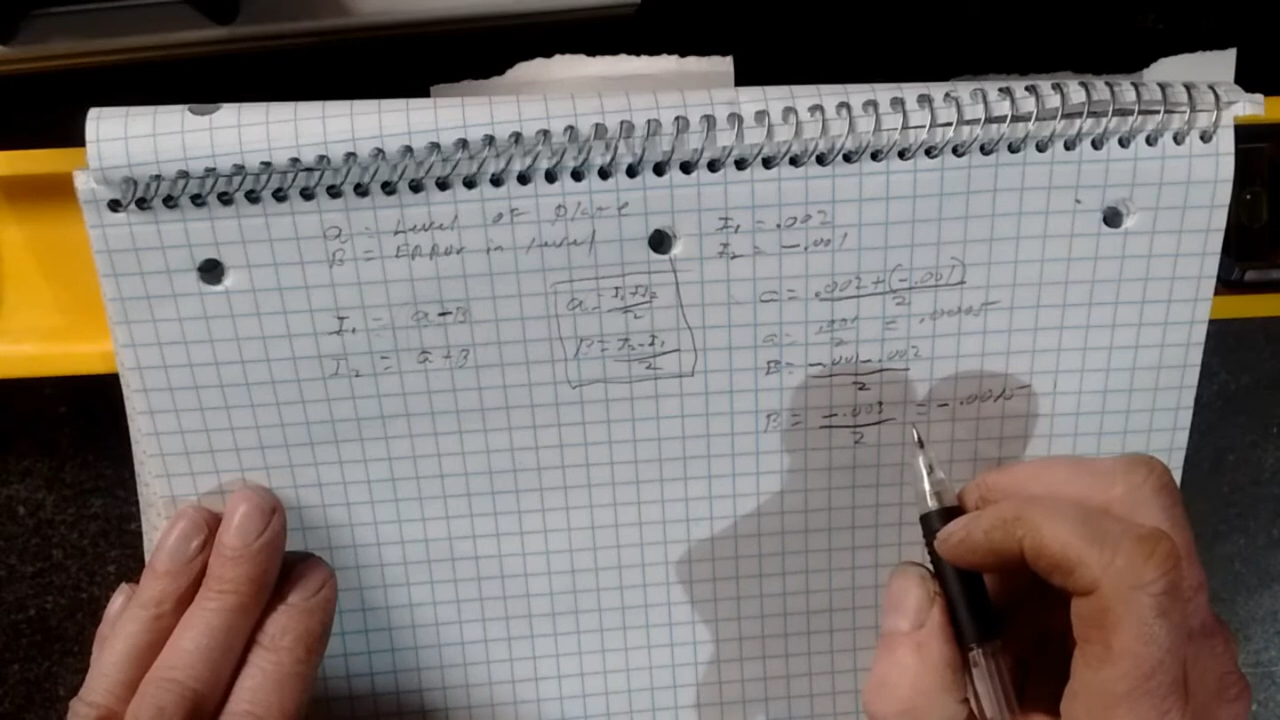 a = Level of Plate
B = ERROR in level
I₁ = a-B
I₂ = a+B
a = I₁+I₂
2
B = I₂-I₁
2
I₁ = .002
I₂ = -.001
a = .002+(-.001)
2
a = .001 = .0005
2
B = -.001-.002
2
B = -.003 = -.0015
2